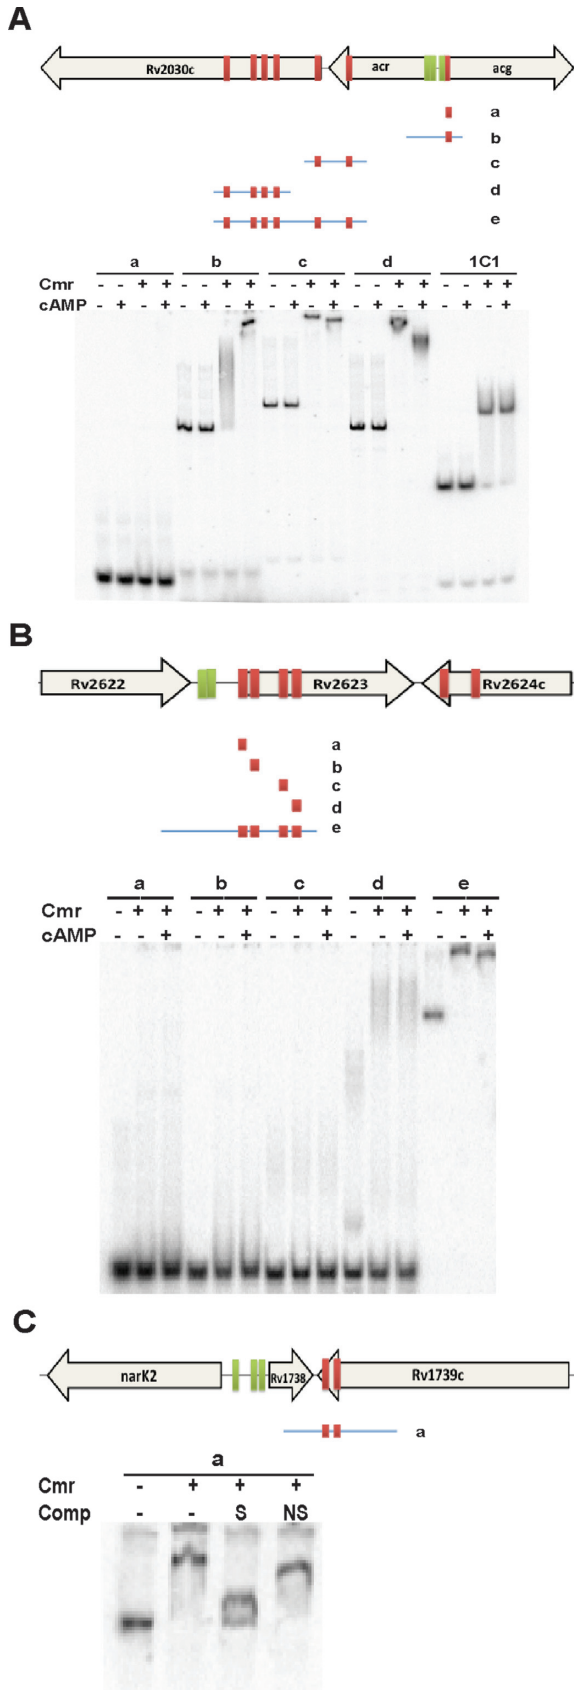 A
Rv2030c acr acg
a
b
c
d
e
a b c d 1C1
Cmr - - + + - - + + - - + + - - + + - - + +
cAMP - + - + - + - + - + - + - + - + - + - +
B
Rv2622 Rv2623 Rv2624c
a
b
c
d
e
a b c d e
Cmr - + + - + + - + + - + + - + +
cAMP - - + - - + - - + - - + - - +
C
narK2 Rv1738 Rv1739c
a
a
Cmr - + + +
Comp - - S NS